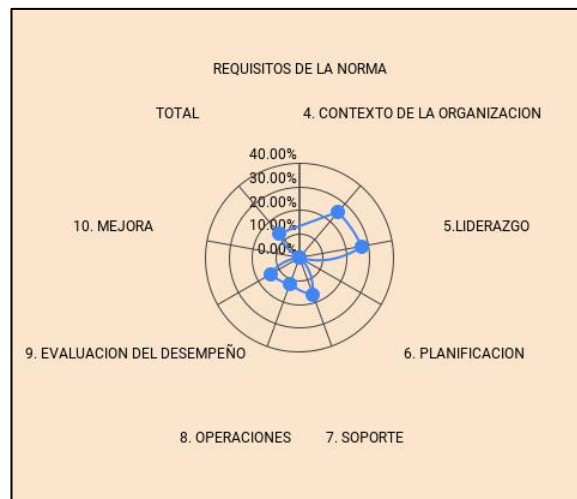 REQUISITOS DE LA NORMA
TOTAL
4. CONTEXTO DE LA ORGANIZACION
40.00%
30.00%
20.00%
10.00%
0.00%
10. MEJORA
5.LIDERAZGO
9. EVALUACION DEL DESEMPEÑO
6. PLANIFICACION
8. OPERACIONES
7. SOPORTE